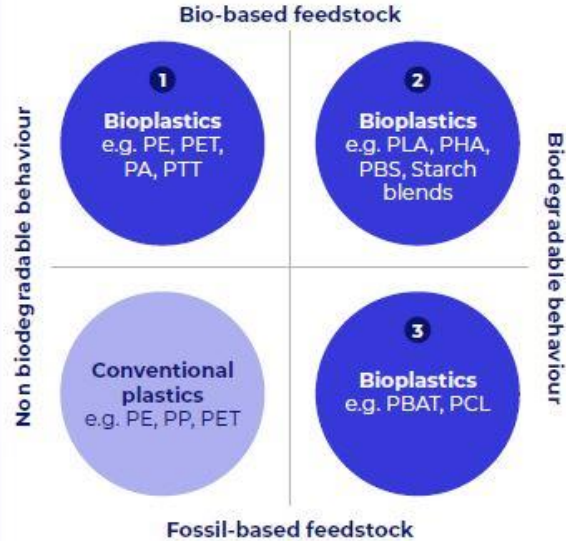 Bio-based feedstock
Non biodegradable behaviour
1
Bioplastics
e.g. PE, PET,
PA, PTT
2
Bioplastics
e.g. PLA, PHA,
PBS, Starch
blends
Biodegradable behaviour
Conventional
plastics
e.g. PE, PP, PET
3
Bioplastics
e.g. PBAT, PCL
Fossil-based feedstock